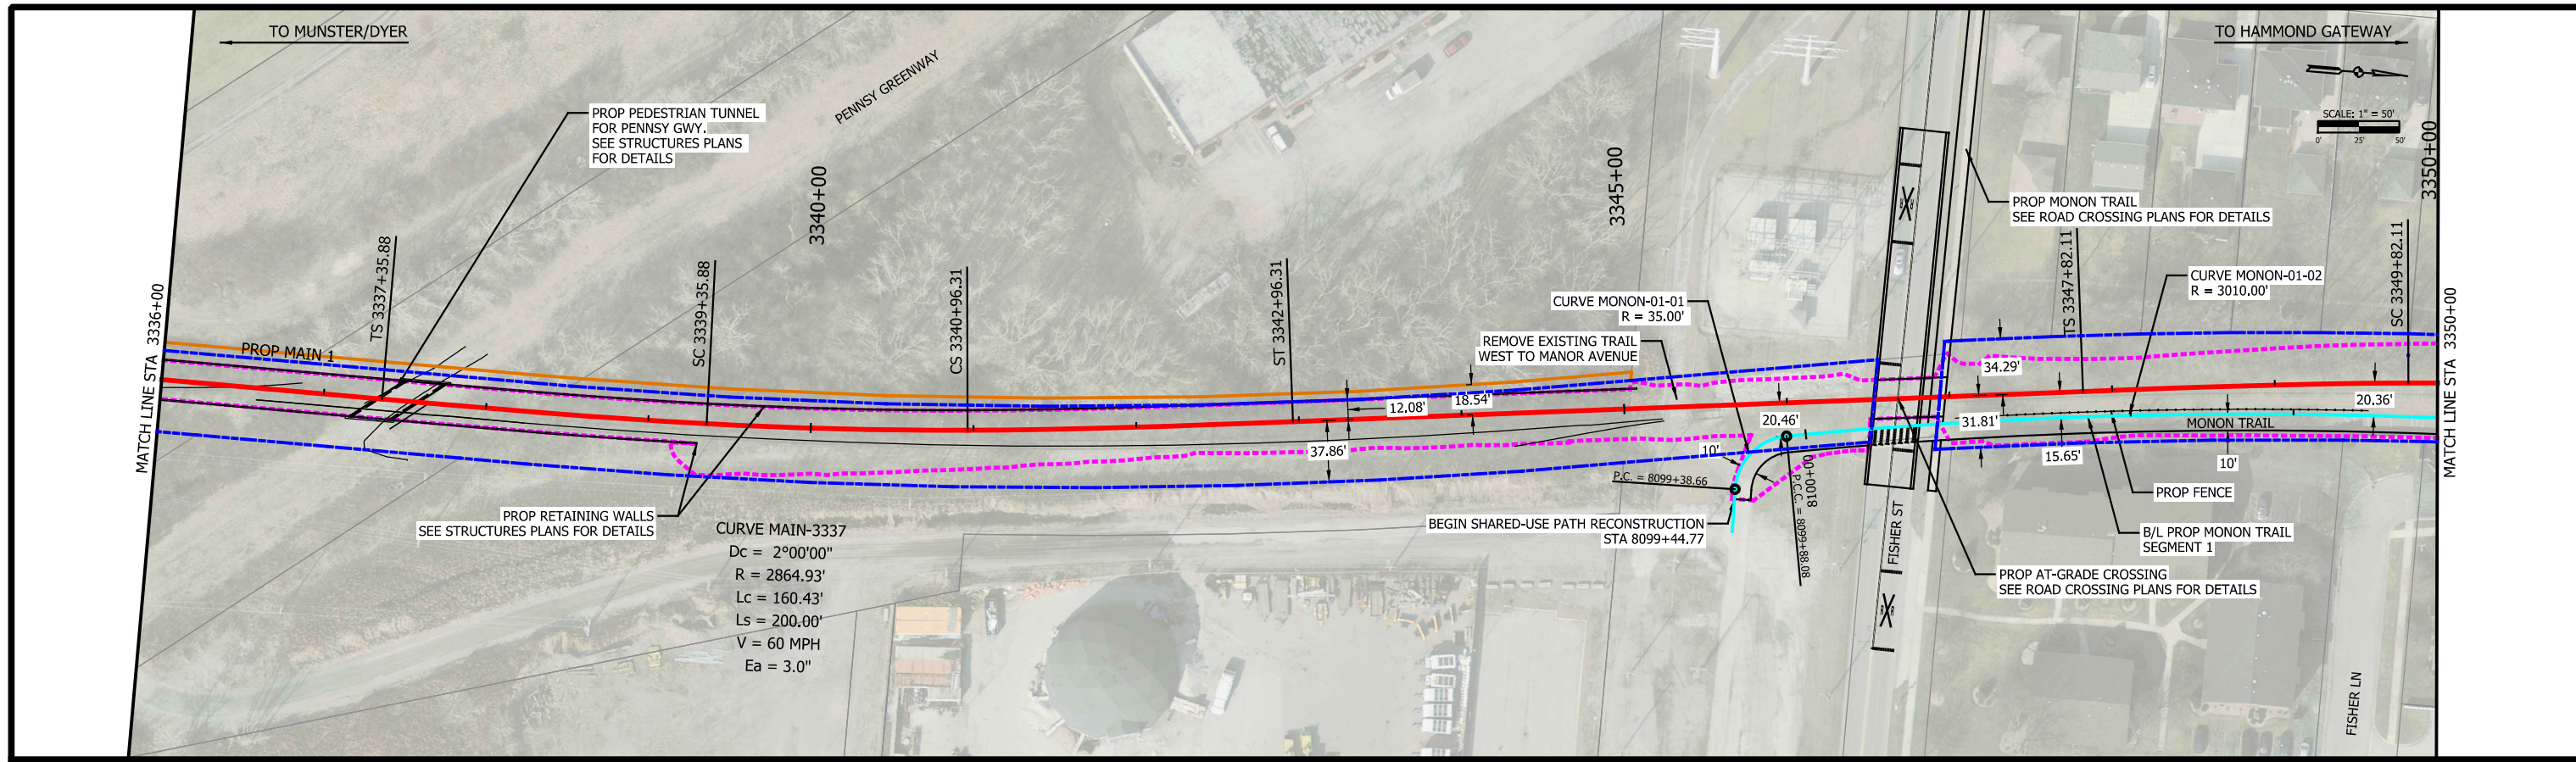 TO MUNSTER/DYER
TO HAMMOND GATEWAY
SCALE: 1" = 50'
0' 25' 50'
PENNSY GREENWAY
PROP PEDESTRIAN TUNNEL
FOR PENNSY GWY.
SEE STRUCTURES PLANS
FOR DETAILS
3340+00
3345+00
3350+00
PROP MONON TRAIL
SEE ROAD CROSSING PLANS FOR DETAILS
MATCH LINE STA 3336+00
TS 3337+35.88
SC 3339+35.88
CS 3340+96.31
ST 3342+96.31
TS 3347+82.11
SC 3349+82.11
MATCH LINE STA 3350+00
CURVE MONON-01-02
R = 3010.00'
CURVE MONON-01-01
R = 35.00'
REMOVE EXISTING TRAIL
WEST TO MANOR AVENUE
PROP MAIN 1
12.08'
18.54'
37.86'
20.46'
34.29'
31.81'
15.65'
20.36'
MONON TRAIL
10'
10'
P.C. = 8099+38.66
8100+00
P.C.C. = 8099+88.08
PROP RETAINING WALLS
SEE STRUCTURES PLANS FOR DETAILS
BEGIN SHARED-USE PATH RECONSTRUCTION
STA 8099+44.77
FISHER ST
PROP FENCE
B/L PROP MONON TRAIL
SEGMENT 1
PROP AT-GRADE CROSSING
SEE ROAD CROSSING PLANS FOR DETAILS
CURVE MAIN-3337
Dc = 2°00'00"
R = 2864.93'
Lc = 160.43'
Ls = 200.00'
V = 60 MPH
Ea = 3.0"
FISHER LN